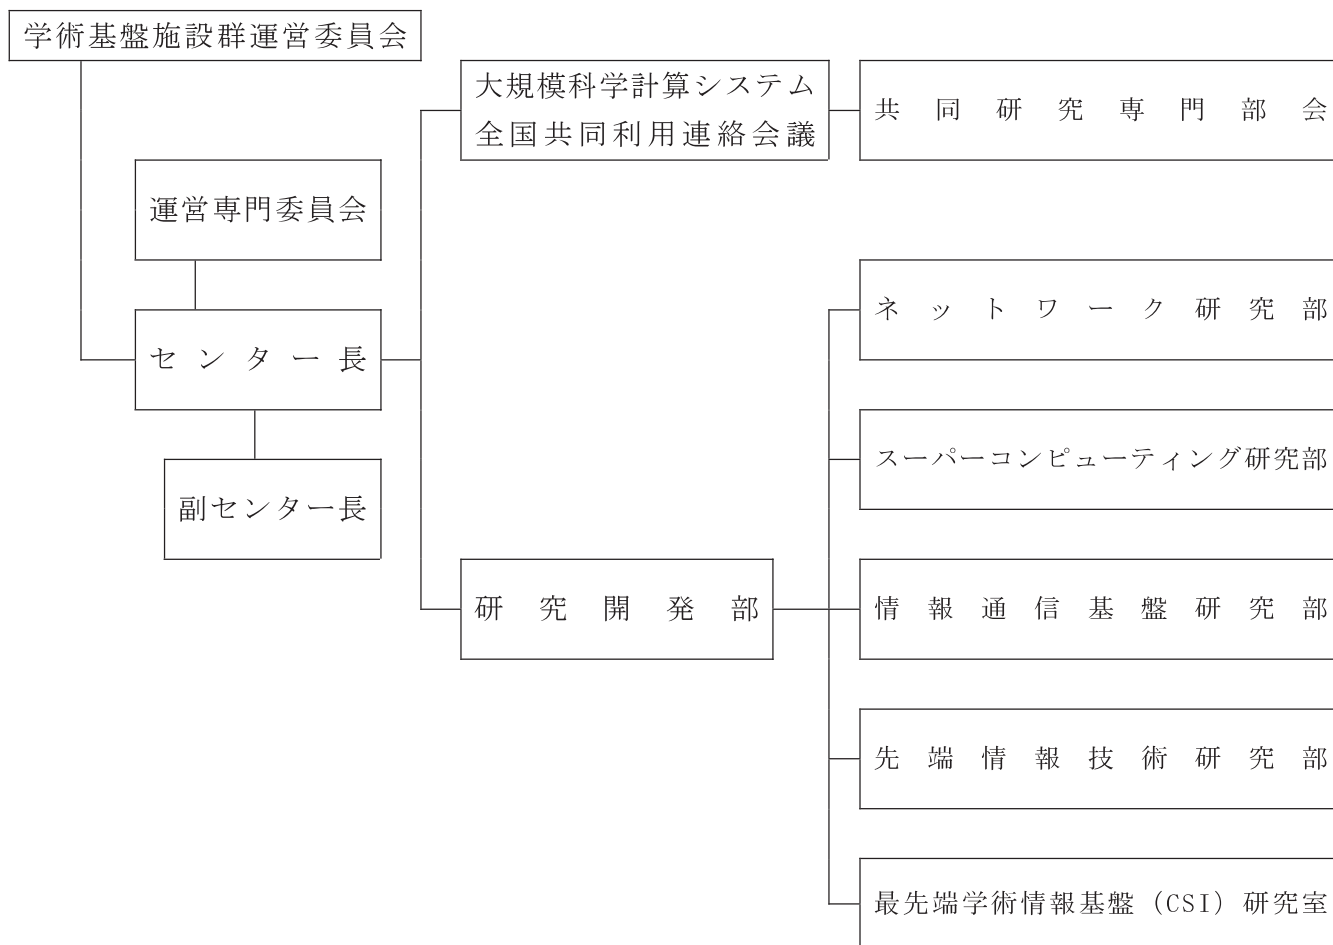 学術基盤施設群運営委員会
大規模科学計算システム
全国共同利用連絡会議
共同研究専門部会
運営専門委員会
ネットワーク研究部
センター長
スーパーコンピューティング研究部
副センター長
研究開発部
情報通信基盤研究部
先端情報技術研究部
最先端学術情報基盤（CSI）研究室